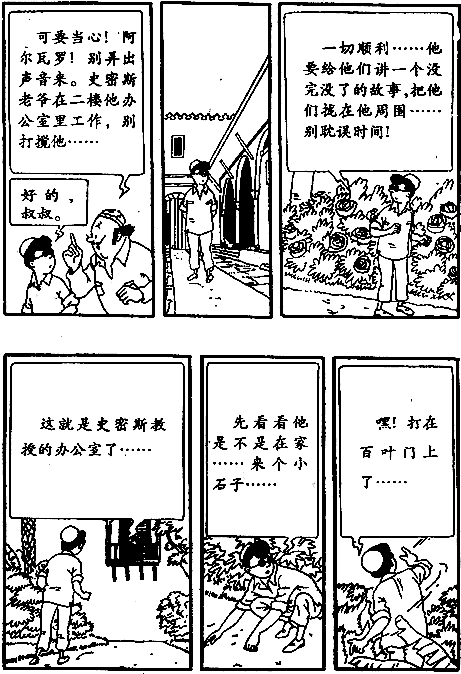 可要当心！阿
尔瓦罗！别弄出
声音来。史密斯
老爷在二楼他办
公室里工作，别
打搅他……
好的，
叔叔。
一切顺利……他
要给他们讲一个没
完没了的故事，把他
们拢在他周围……
别耽误时间！
这就是史密斯教
授的办公室了……
先看看他
是不是在家
……来个小
石子……
嘿！打在
百叶门上
了……